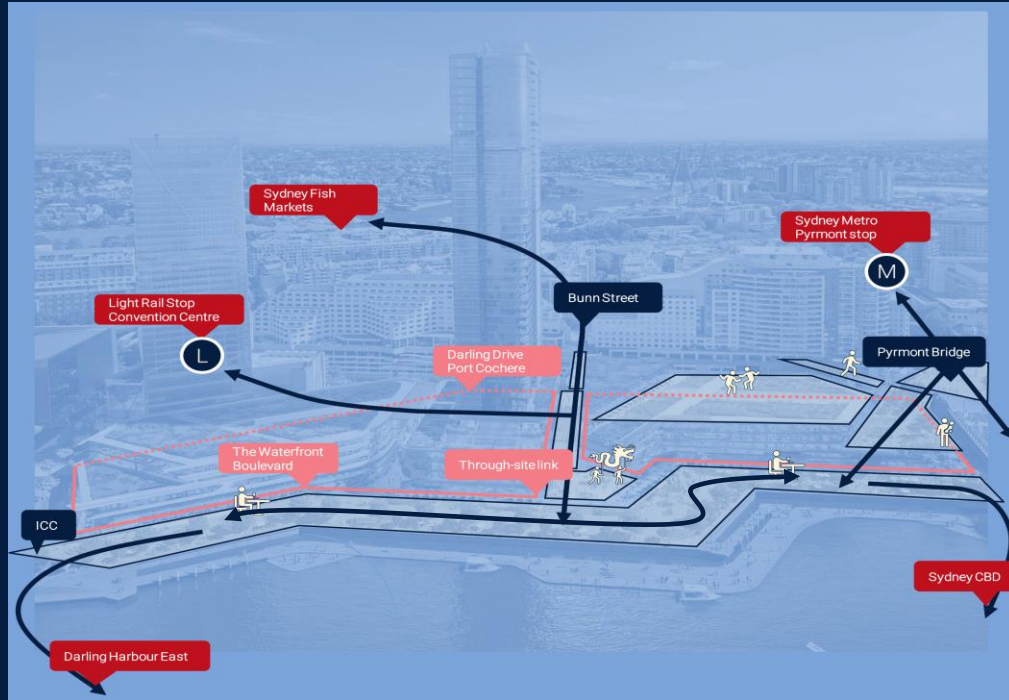 Sydney Fish
Markets
Sydney Metro
Pyrmont stop
M
Bunn Street
Light Rail Stop
Convention Centre
L
Pyrmont Bridge
Darling Drive
Port Cochere
The Waterfront
Boulevard
Through-site link
ICC
Sydney CBD
Darling Harbour East